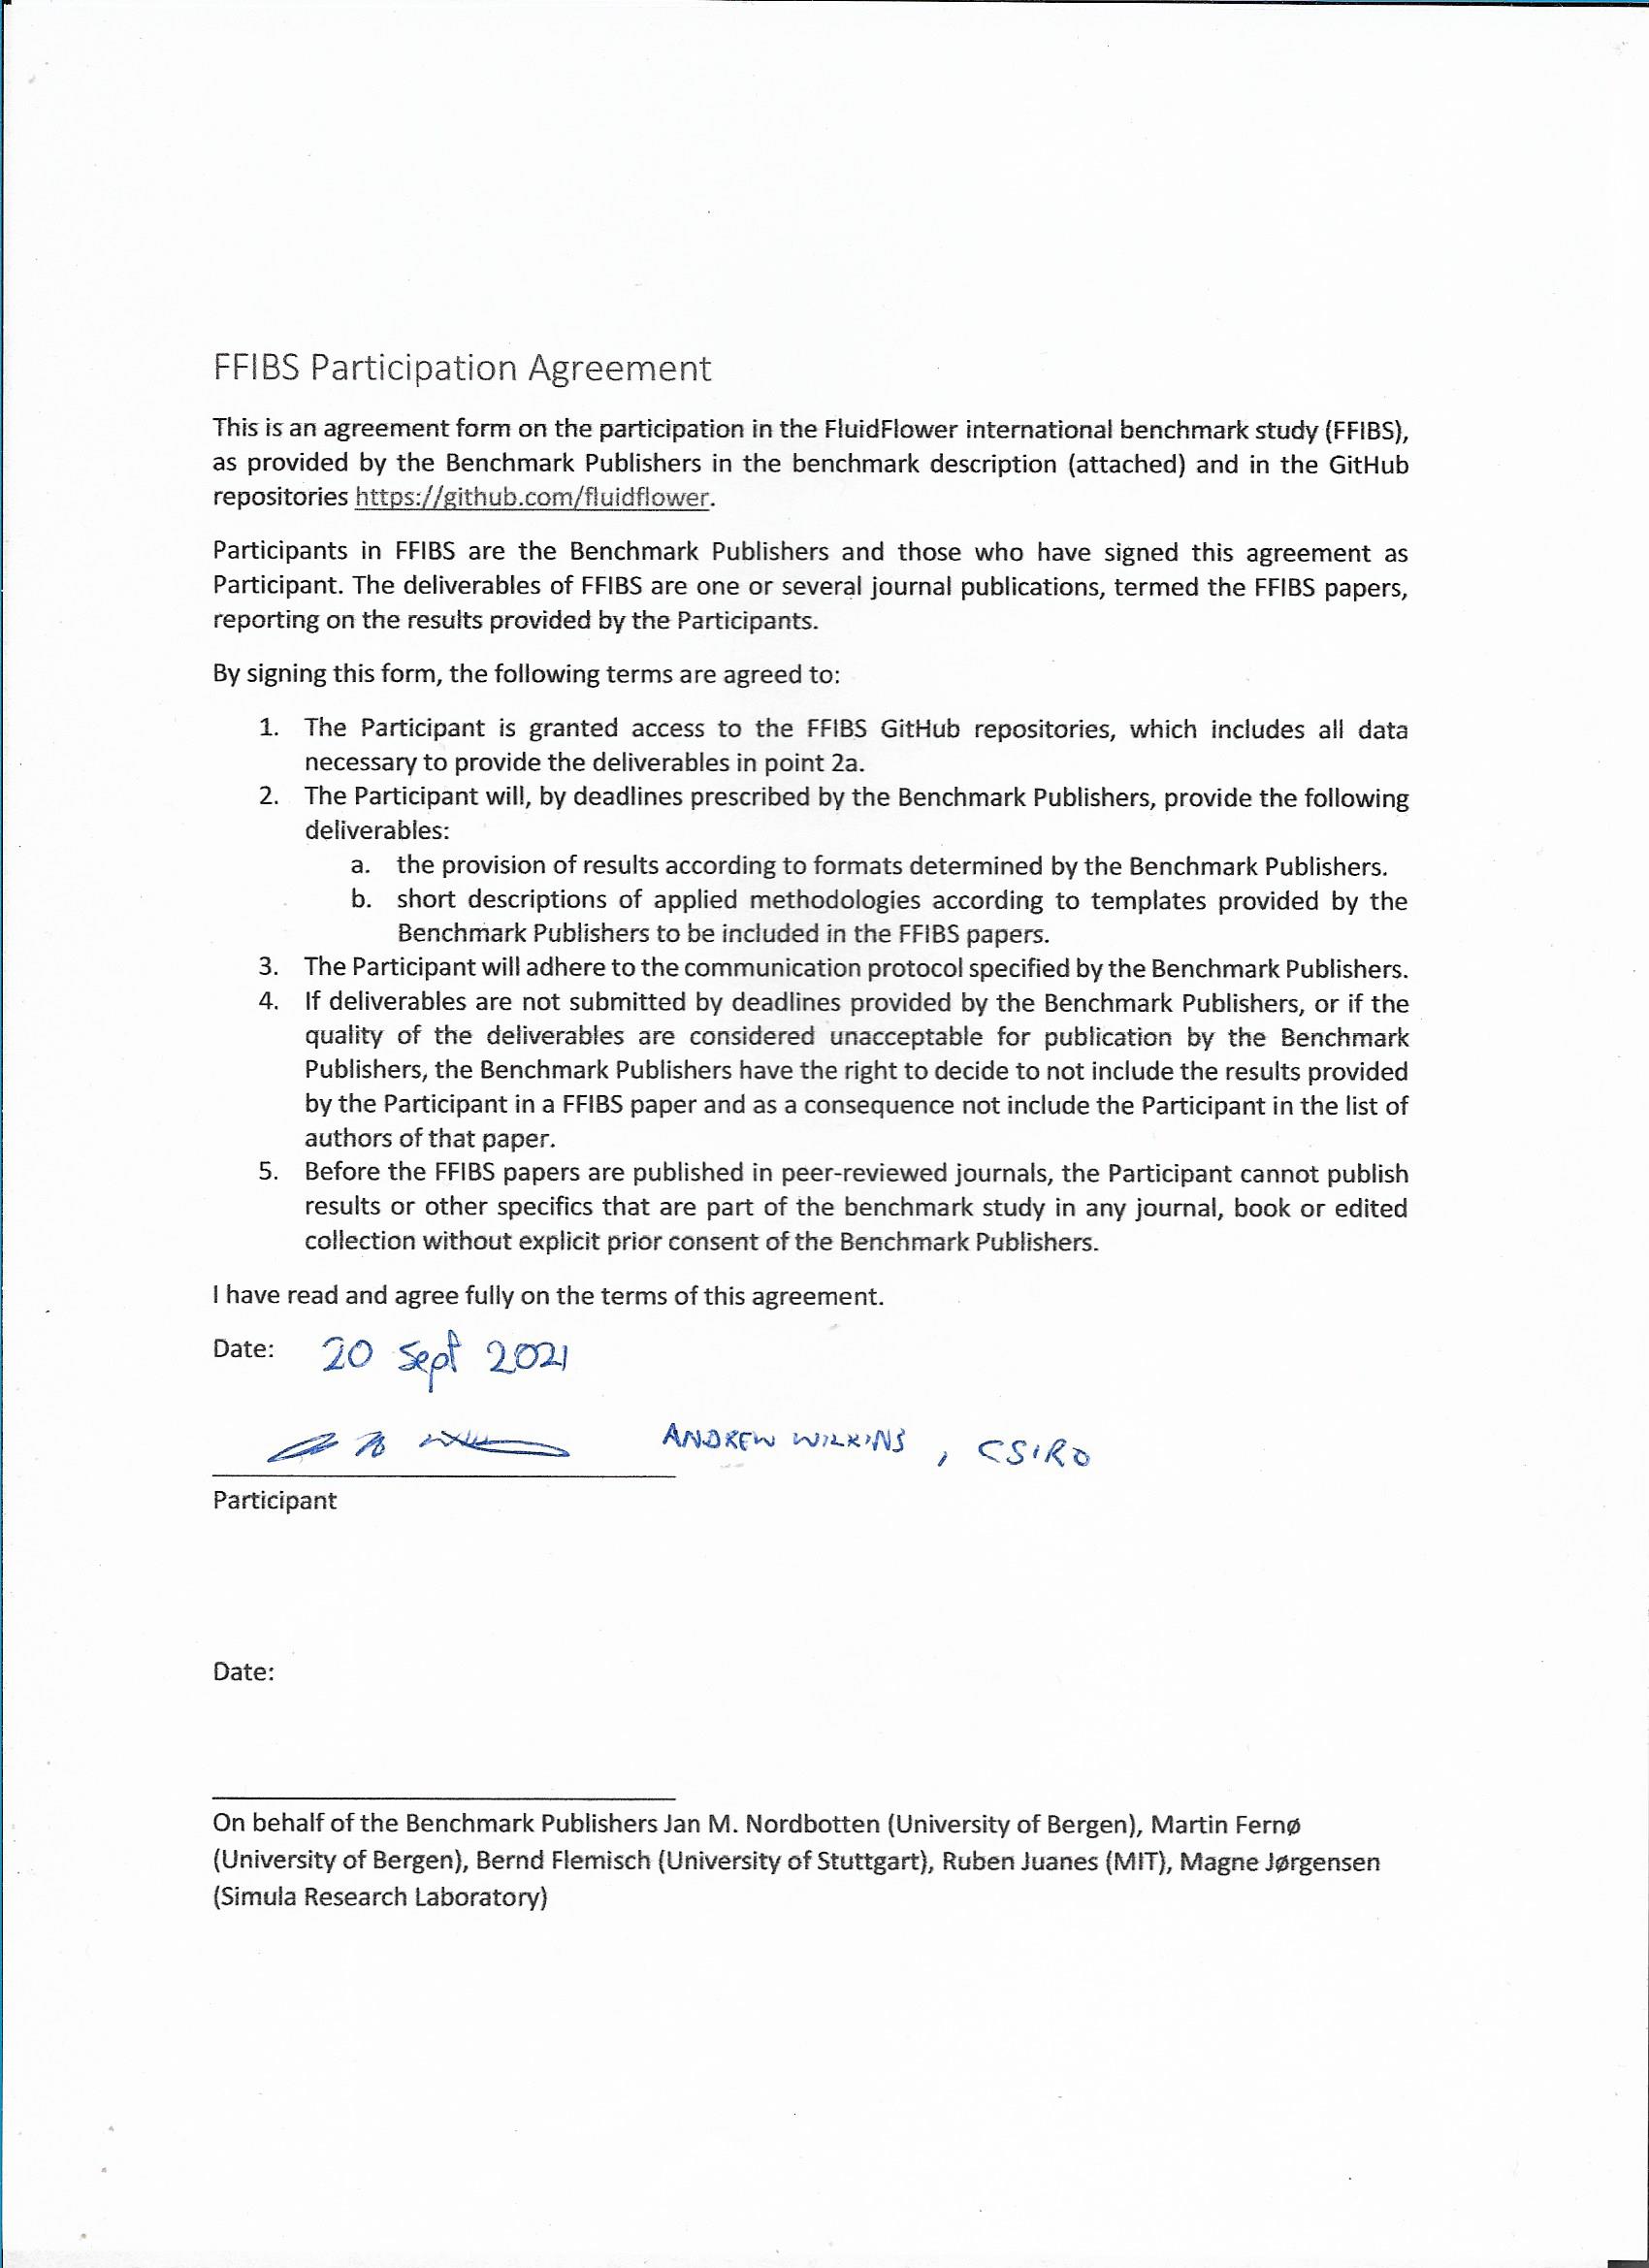 FFIBS Participation Agreement
This is an agreement form on the participation in the FluidFlower international benchmark study (FFIBS),
as provided by the Benchmark Publishers in the benchmark description (attached) and in the GitHub
repositories https://github.com/fluidflower.
Participants in FFIBS are the Benchmark Publishers and those who have signed this agreement as
Participant. The deliverables of FFIBS are one or several journal publications, termed the FFIBS papers,
reporting on the results provided by the Participants.
By signing this form, the following terms are agreed to:
1. The Participant is granted access to the FFIBS GitHub repositories, which includes all data
necessary to provide the deliverables in point 2a.
2. The Participant will, by deadlines prescribed by the Benchmark Publishers, provide the following
deliverables:
a. the provision of results according to formats determined by the Benchmark Publishers.
b. short descriptions of applied methodologies according to templates provided by the
Benchmark Publishers to be included in the FFIBS papers.
3. The Participant will adhere to the communication protocol specified by the Benchmark Publishers.
4. If deliverables are not submitted by deadlines provided by the Benchmark Publishers, or if the
quality of the deliverables are considered unacceptable for publication by the Benchmark
Publishers, the Benchmark Publishers have the right to decide to not include the results provided
by the Participant in a FFIBS paper and as a consequence not include the Participant in the list of
authors of that paper.
5. Before the FFIBS papers are published in peer-reviewed journals, the Participant cannot publish
results or other specifics that are part of the benchmark study in any journal, book or edited
collection without explicit prior consent of the Benchmark Publishers.
I have read and agree fully on the terms of this agreement.
Date: 20 Sept 2021
ANDREW WILKINS, CSIRO
Participant
Date:
On behalf of the Benchmark Publishers Jan M. Nordbotten (University of Bergen), Martin Fernø
(University of Bergen), Bernd Flemisch (University of Stuttgart), Ruben Juanes (MIT), Magne Jørgensen
(Simula Research Laboratory)